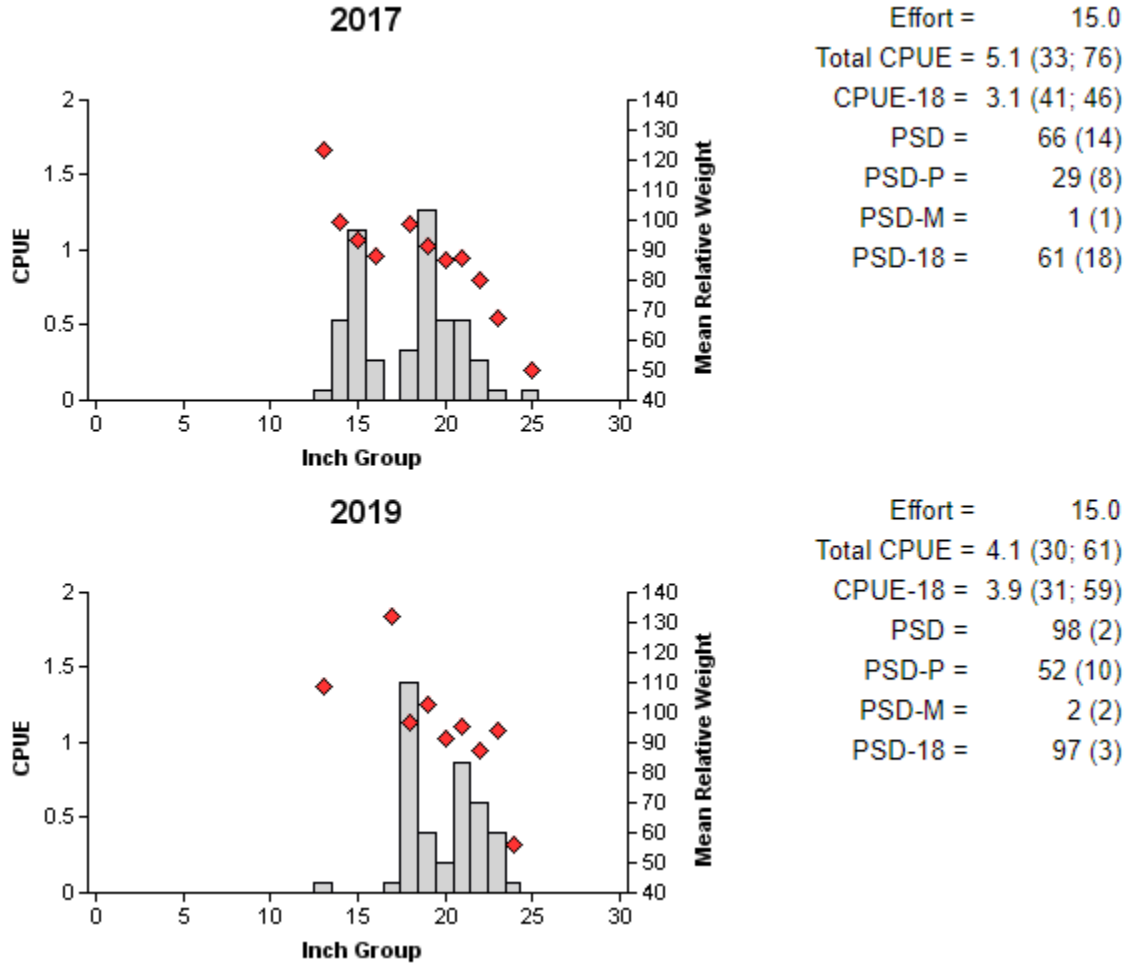 2017
Effort = 15.0
Total CPUE = 5.1 (33; 76)
CPUE-18 = 3.1 (41; 46)
PSD = 66 (14)
PSD-P = 29 (8)
PSD-M = 1 (1)
PSD-18 = 61 (18)
CPUE
2
1.5
1
0.5
0
140
130
120
110
100
90
80
70
60
50
40
Mean Relative Weight
0 5 10 15 20 25 30
Inch Group
2019
Effort = 15.0
Total CPUE = 4.1 (30; 61)
CPUE-18 = 3.9 (31; 59)
PSD = 98 (2)
PSD-P = 52 (10)
PSD-M = 2 (2)
PSD-18 = 97 (3)
CPUE
2
1.5
1
0.5
0
140
130
120
110
100
90
80
70
60
50
40
Mean Relative Weight
0 5 10 15 20 25 30
Inch Group